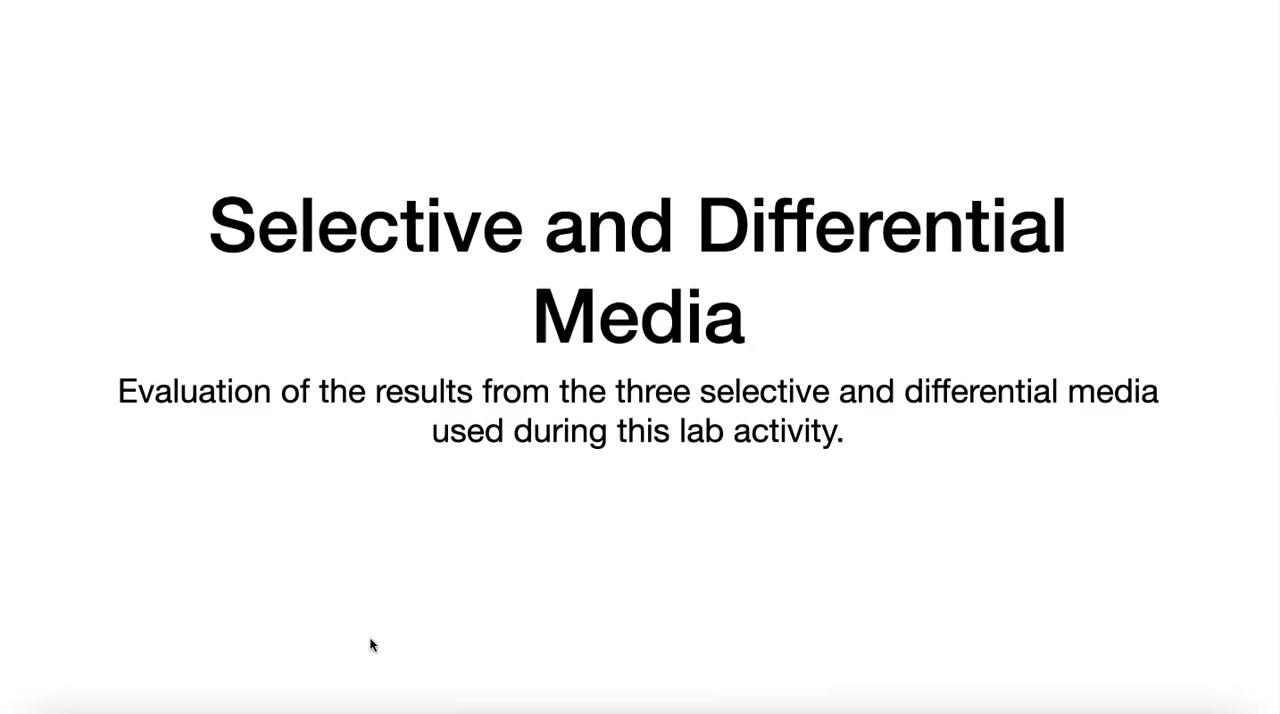 Selective and Differential
Media
Evaluation of the results from the three selective and differential media
used during this lab activity.